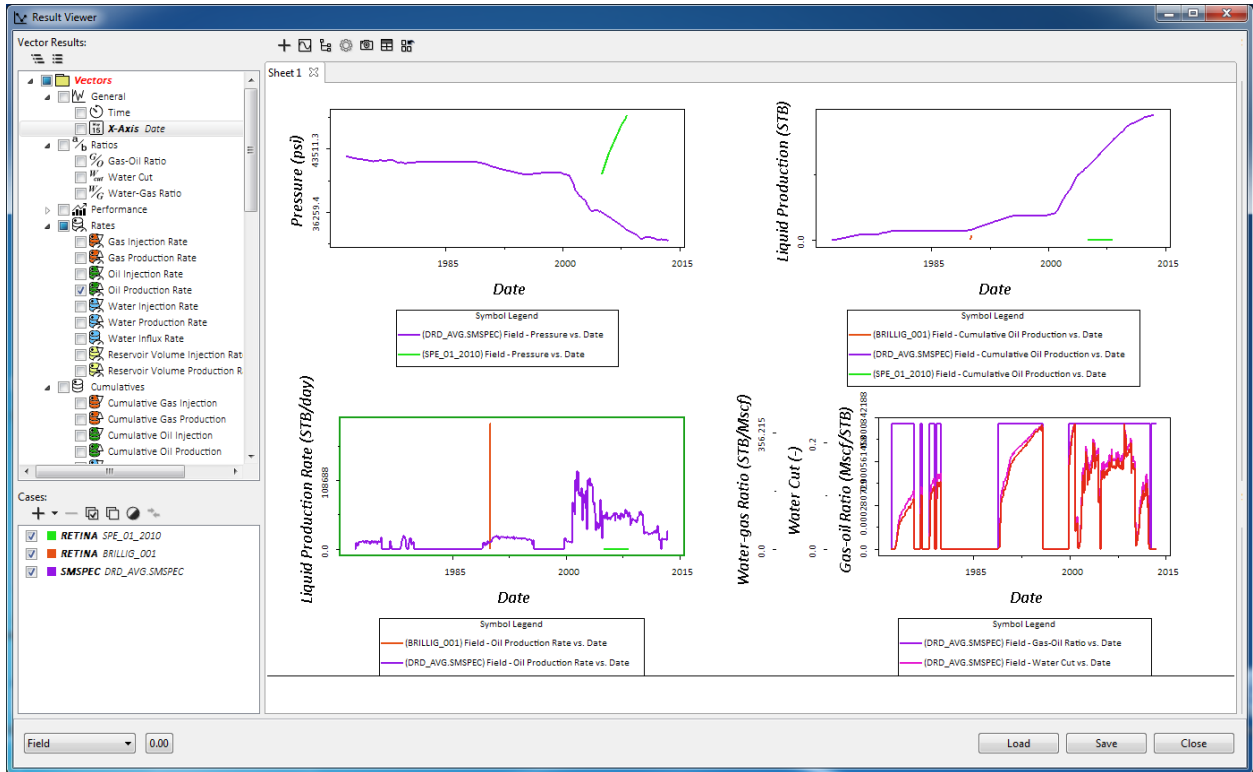 Result Viewer
Vector Results:
Vectors
General
Time
X-Axis Date
Ratios
Gas-Oil Ratio
Water Cut
Water-Gas Ratio
Performance
Rates
Gas Injection Rate
Gas Production Rate
Oil Injection Rate
Oil Production Rate
Water Injection Rate
Water Production Rate
Water Influx Rate
Reservoir Volume Injection Rat
Reservoir Volume Production R
Cumulatives
Cumulative Gas Injection
Cumulative Gas Production
Cumulative Oil Injection
Cumulative Oil Production
Cases:
RETINA SPE_01_2010
RETINA BRILLIG_001
SMSPEC DRD_AVG.SMSPEC
Field
0.00
Sheet 1
Pressure (psi)
43511.3
36259.4
1985 2000 2015
Date
Symbol Legend
(DRD_AVG.SMSPEC) Field - Pressure vs. Date
(SPE_01_2010) Field - Pressure vs. Date
Liquid Production (STB)
0.0
1985 2000 2015
Date
Symbol Legend
(BRILLIG_001) Field - Cumulative Oil Production vs. Date
(DRD_AVG.SMSPEC) Field - Cumulative Oil Production vs. Date
(SPE_01_2010) Field - Cumulative Oil Production vs. Date
Liquid Production Rate (STB/day)
108688
0.0
1985 2000 2015
Date
Symbol Legend
(BRILLIG_001) Field - Oil Production Rate vs. Date
(DRD_AVG.SMSPEC) Field - Oil Production Rate vs. Date
Water-gas Ratio (STB/Mscf)
356.215
0.0
Water Cut (-)
0.2
0.0
Gas-oil Ratio (Mscf/STB)
0.0
1985 2000 2015
Date
Symbol Legend
(DRD_AVG.SMSPEC) Field - Gas-Oil Ratio vs. Date
(DRD_AVG.SMSPEC) Field - Water Cut vs. Date
Load
Save
Close